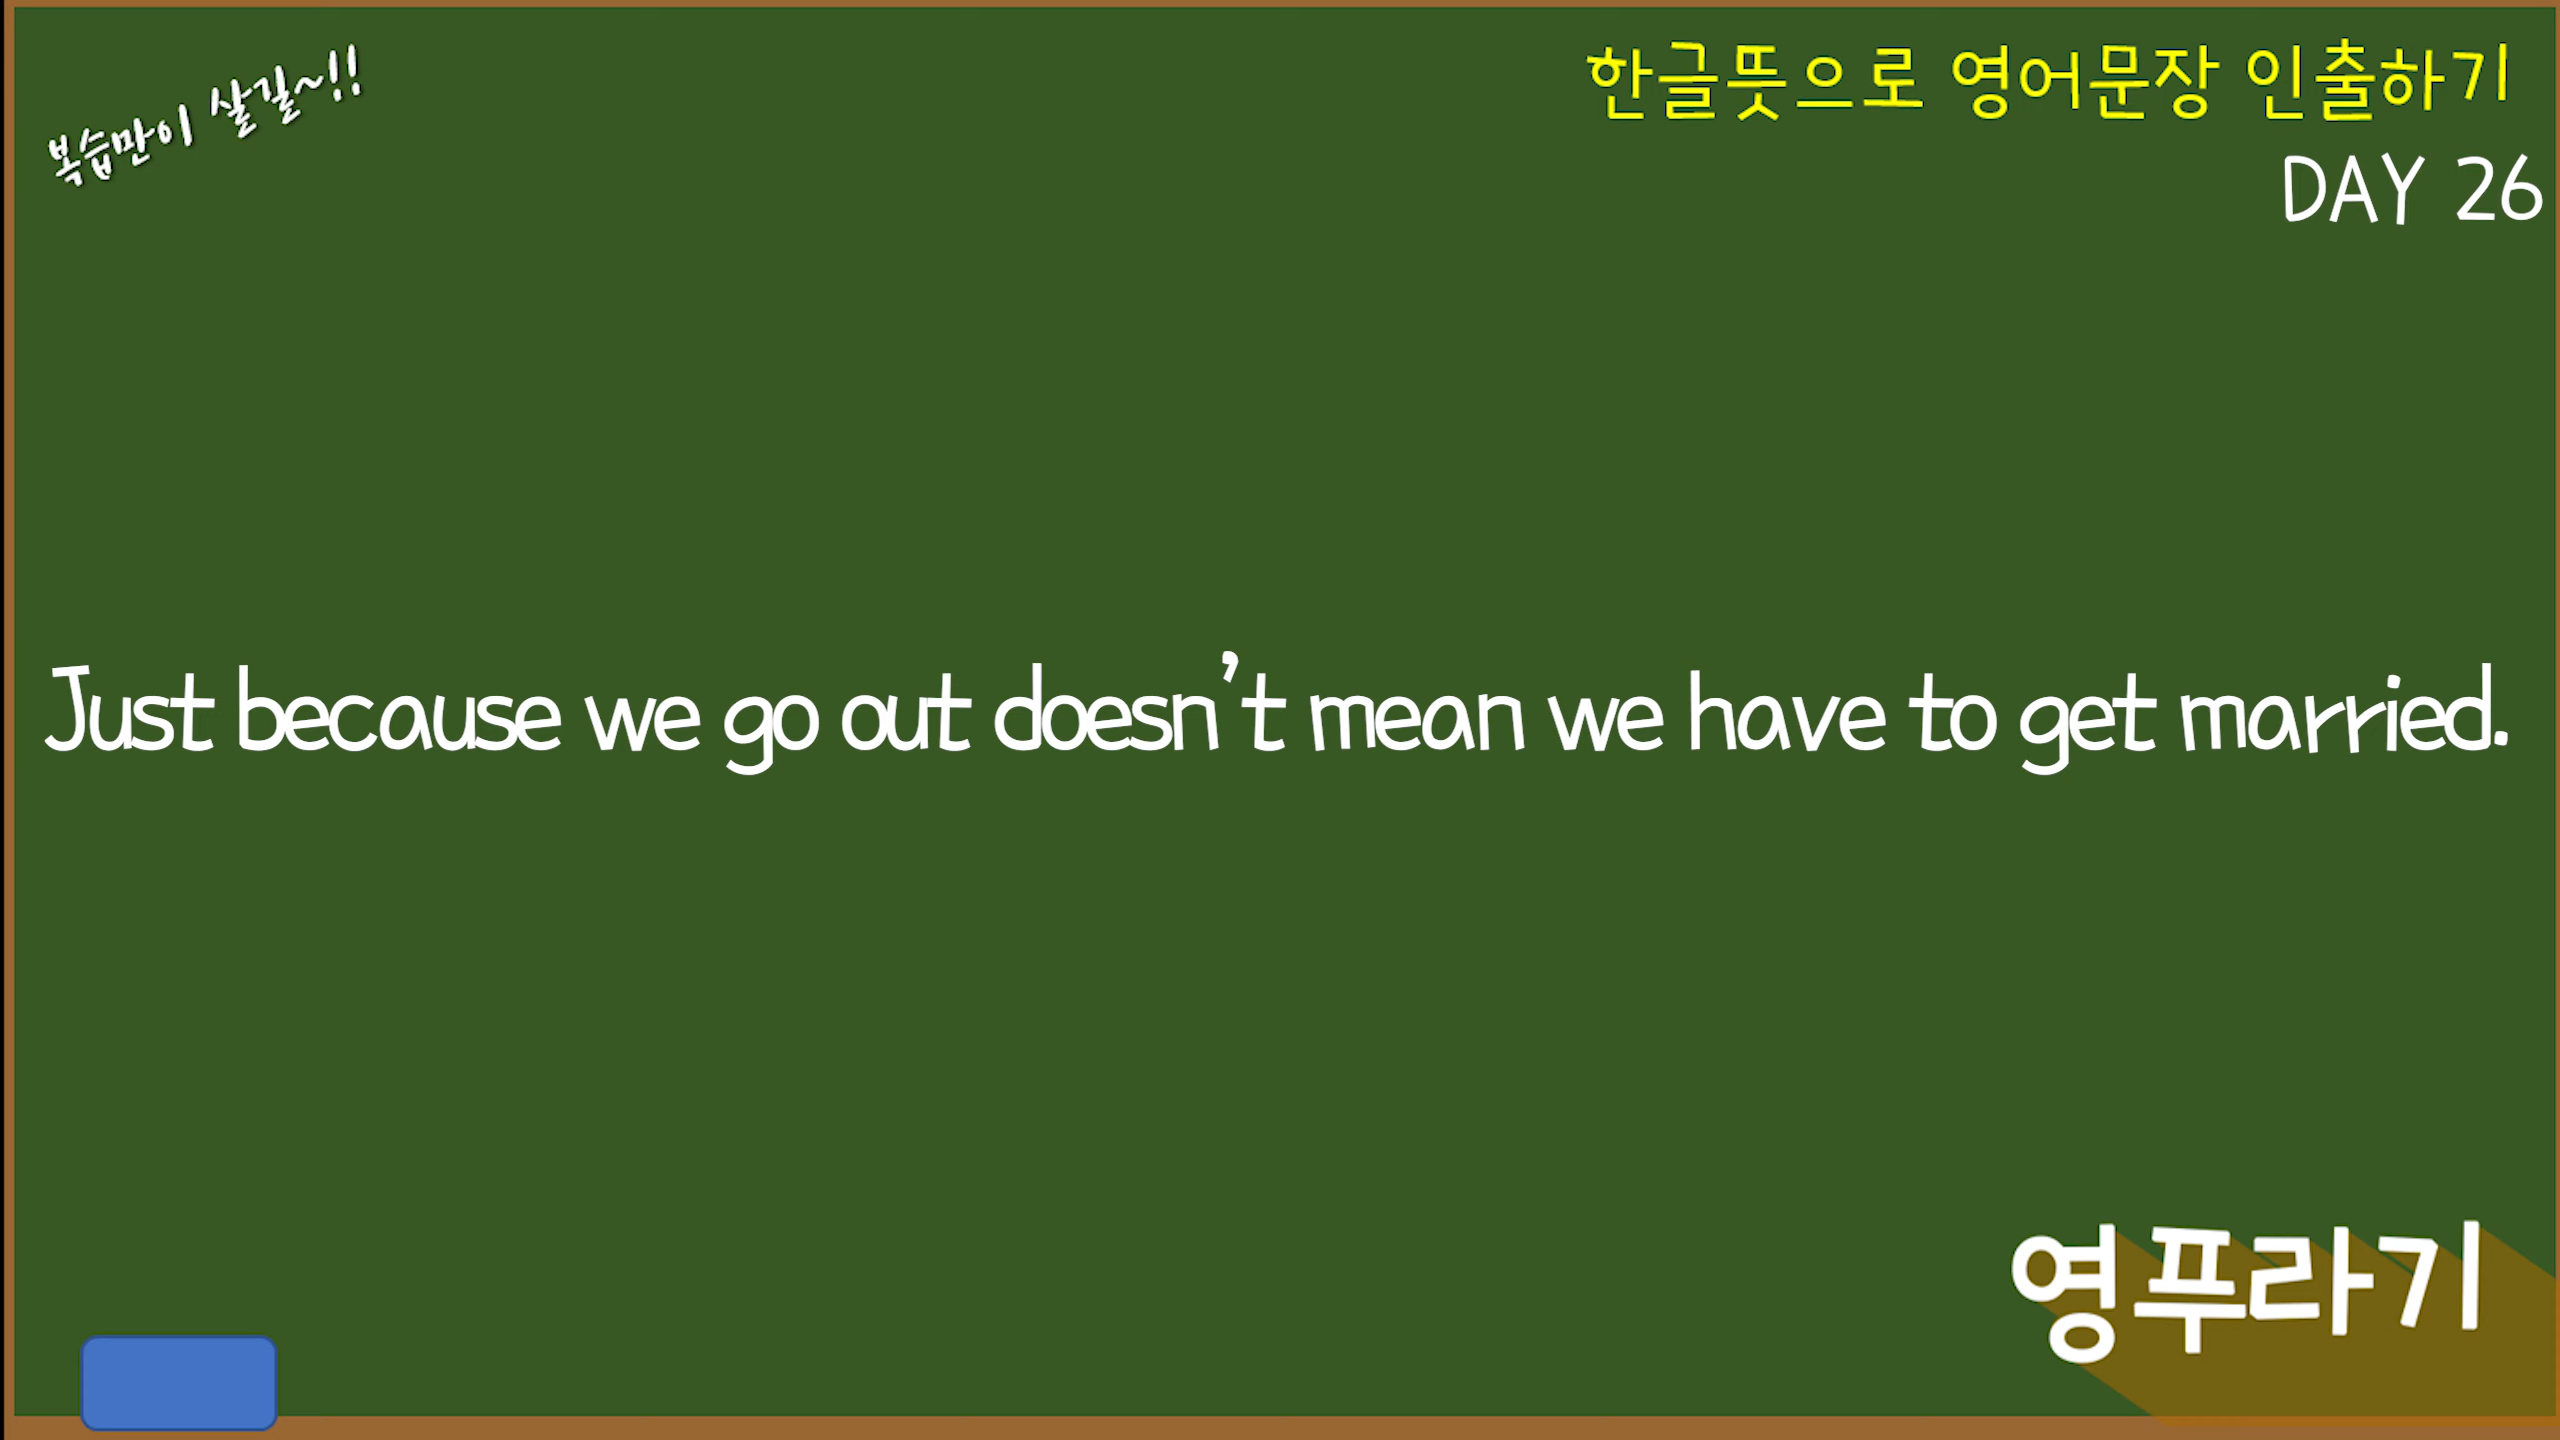 복습만이 살길~!!
한글뜻으로 영어문장 인출하기
DAY 26
Just because we go out doesn’t mean we have to get married.
영푸라기